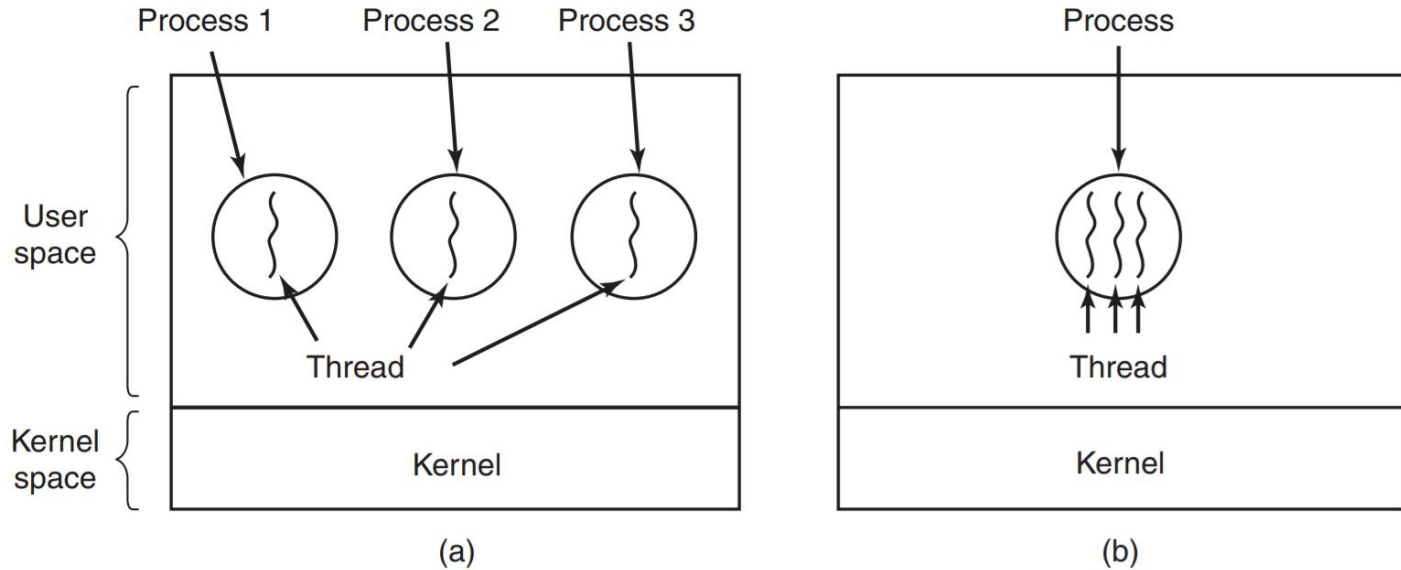 Process 1
Process 2
Process 3
Process
User
space
Thread
Thread
Kernel
space
Kernel
Kernel
(a)
(b)